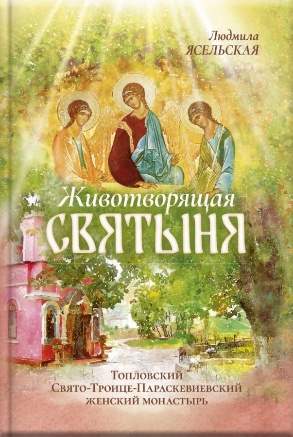 Людмила
ЯСЕЛЬСКАЯ
Животворящая
СВЯТЫНЯ
Топловский
Свято-Троице-Параскевиевский
женский монастырь